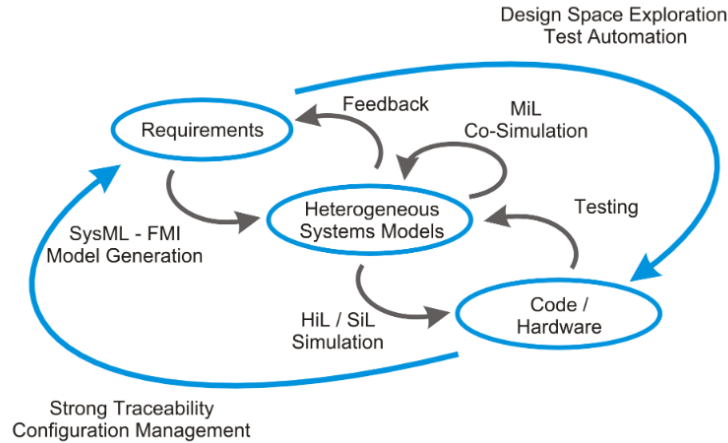 Design Space Exploration
Test Automation
Feedback
MiL
Co-Simulation
Requirements
Heterogeneous
Systems Models
Testing
SysML - FMI
Model Generation
Code /
Hardware
HiL / SiL
Simulation
Strong Traceability
Configuration Management